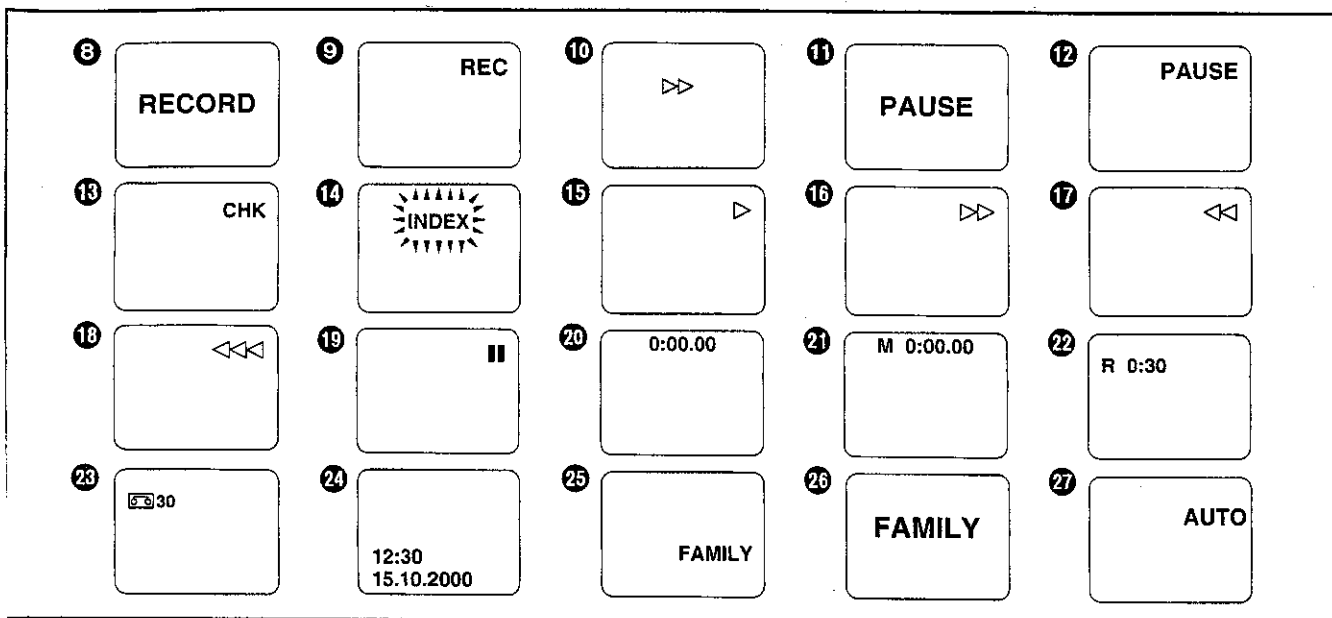 8 RECORD
9 REC
10 ▷▷
11 PAUSE
12 PAUSE
13 CHK
14 INDEX
15 ▷
16 ▷▷
17 ◁◁
18 ◁◁◁
19 ▮▮
20 0:00.00
21 M 0:00.00
22 R 0:30
23 30
24 12:30
15.10.2000
25 FAMILY
26 FAMILY
27 AUTO